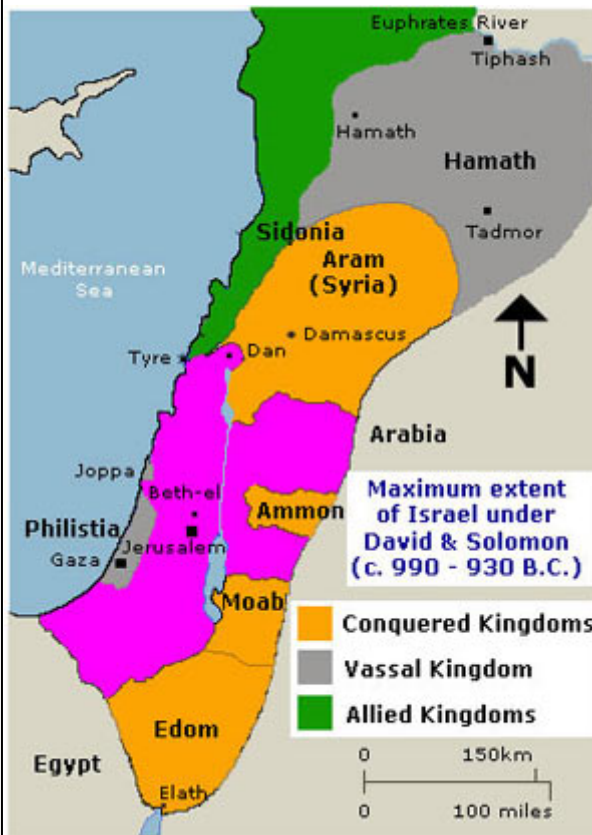 Euphrates River
Tiphash
Hamath
Hamath
Tadmor
Sidonia
Aram
(Syria)
Mediterranean
Sea
Damascus
Tyre
Dan
N
Arabia
Joppa
Beth-el
Philistia
Ammon
Jerusalem
Gaza
Moab
Maximum extent
of Israel under
David & Solomon
(c. 990 - 930 B.C.)
Conquered Kingdoms
Vassal Kingdom
Allied Kingdoms
Edom
Egypt
Elath
0 150km
0 100 miles